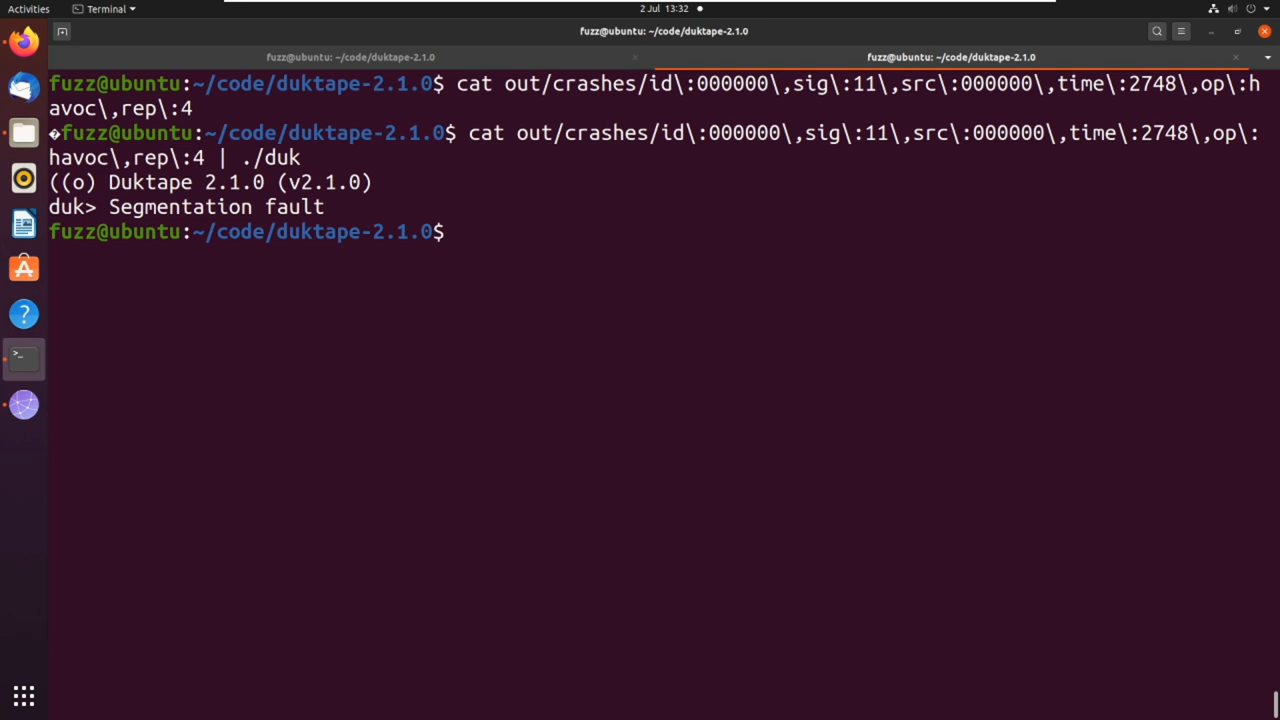 Activities
Terminal
2 Jul 13:32
fuzz@ubuntu: ~/code/duktape-2.1.0
fuzz@ubuntu: ~/code/duktape-2.1.0
fuzz@ubuntu: ~/code/duktape-2.1.0
fuzz@ubuntu:~/code/duktape-2.1.0$ cat out/crashes/id\:000000\,sig\:11\,src\:000000\,time\:2748\,op\:h
avoc\,rep\:4
�fuzz@ubuntu:~/code/duktape-2.1.0$ cat out/crashes/id\:000000\,sig\:11\,src\:000000\,time\:2748\,op\:
havoc\,rep\:4 | ./duk
((o) Duktape 2.1.0 (v2.1.0)
duk> Segmentation fault
fuzz@ubuntu:~/code/duktape-2.1.0$